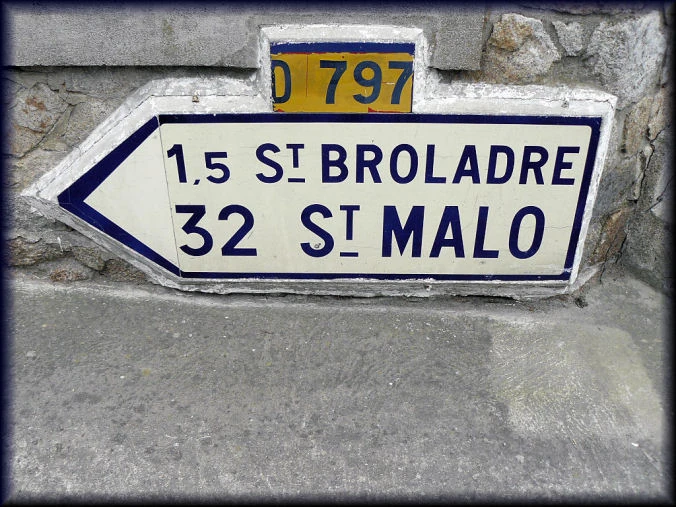 D 797
1,5 ST BROLADRE
32 ST MALO